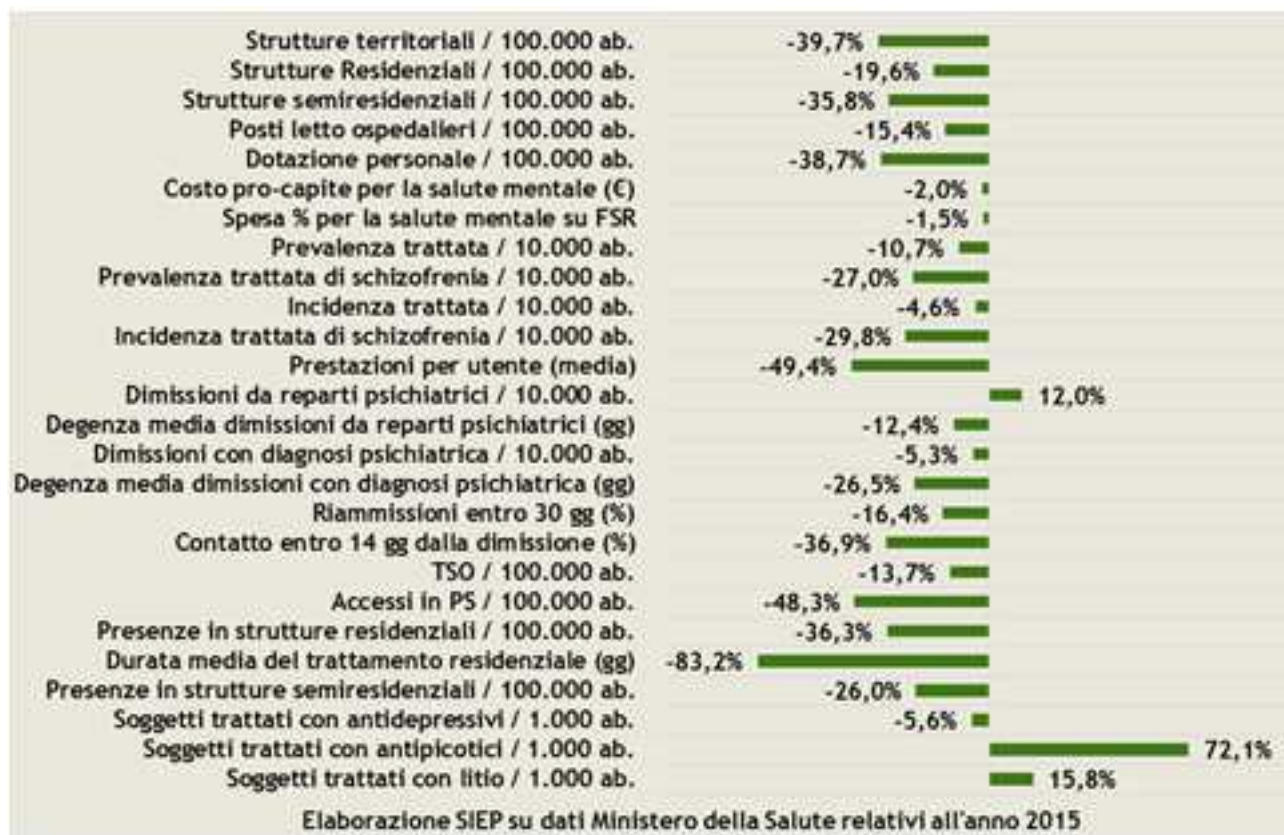 Strutture territoriali / 100.000 ab. -39,7%
Strutture Residenziali / 100.000 ab. -19,6%
Strutture semiresidenziali / 100.000 ab. -35,8%
Posti letto ospedalieri / 100.000 ab. -15,4%
Dotazione personale / 100.000 ab. -38,7%
Costo pro-capite per la salute mentale (€) -2,0%
Spesa % per la salute mentale su FSR -1,5%
Prevalenza trattata / 10.000 ab. -10,7%
Prevalenza trattata di schizofrenia / 10.000 ab. -27,0%
Incidenza trattata / 10.000 ab. -4,6%
Incidenza trattata di schizofrenia / 10.000 ab. -29,8%
Prestazioni per utente (media) -49,4%
Dimissioni da reparti psichiatrici / 10.000 ab. 12,0%
Degenza media dimissioni da reparti psichiatrici (gg) -12,4%
Dimissioni con diagnosi psichiatrica / 10.000 ab. -5,3%
Degenza media dimissioni con diagnosi psichiatrica (gg) -26,5%
Riammissioni entro 30 gg (%) -16,4%
Contatto entro 14 gg dalla dimissione (%) -36,9%
TSO / 100.000 ab. -13,7%
Accessi in PS / 100.000 ab. -48,3%
Presenze in strutture residenziali / 100.000 ab. -36,3%
Durata media del trattamento residenziale (gg) -83,2%
Presenze in strutture semiresidenziali / 100.000 ab. -26,0%
Soggetti trattati con antidepressivi / 1.000 ab. -5,6%
Soggetti trattati con antipicotici / 1.000 ab. 72,1%
Soggetti trattati con litio / 1.000 ab. 15,8%
Elaborazione SIEP su dati Ministero della Salute relativi all'anno 2015